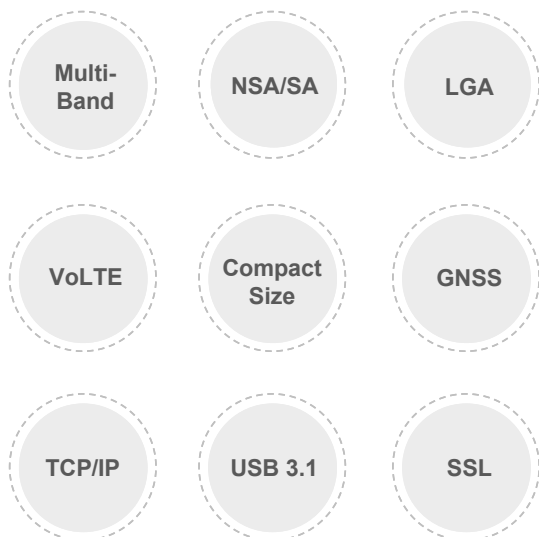 Multi-
Band
NSA/SA
LGA
VoLTE
Compact
Size
GNSS
TCP/IP
USB 3.1
SSL